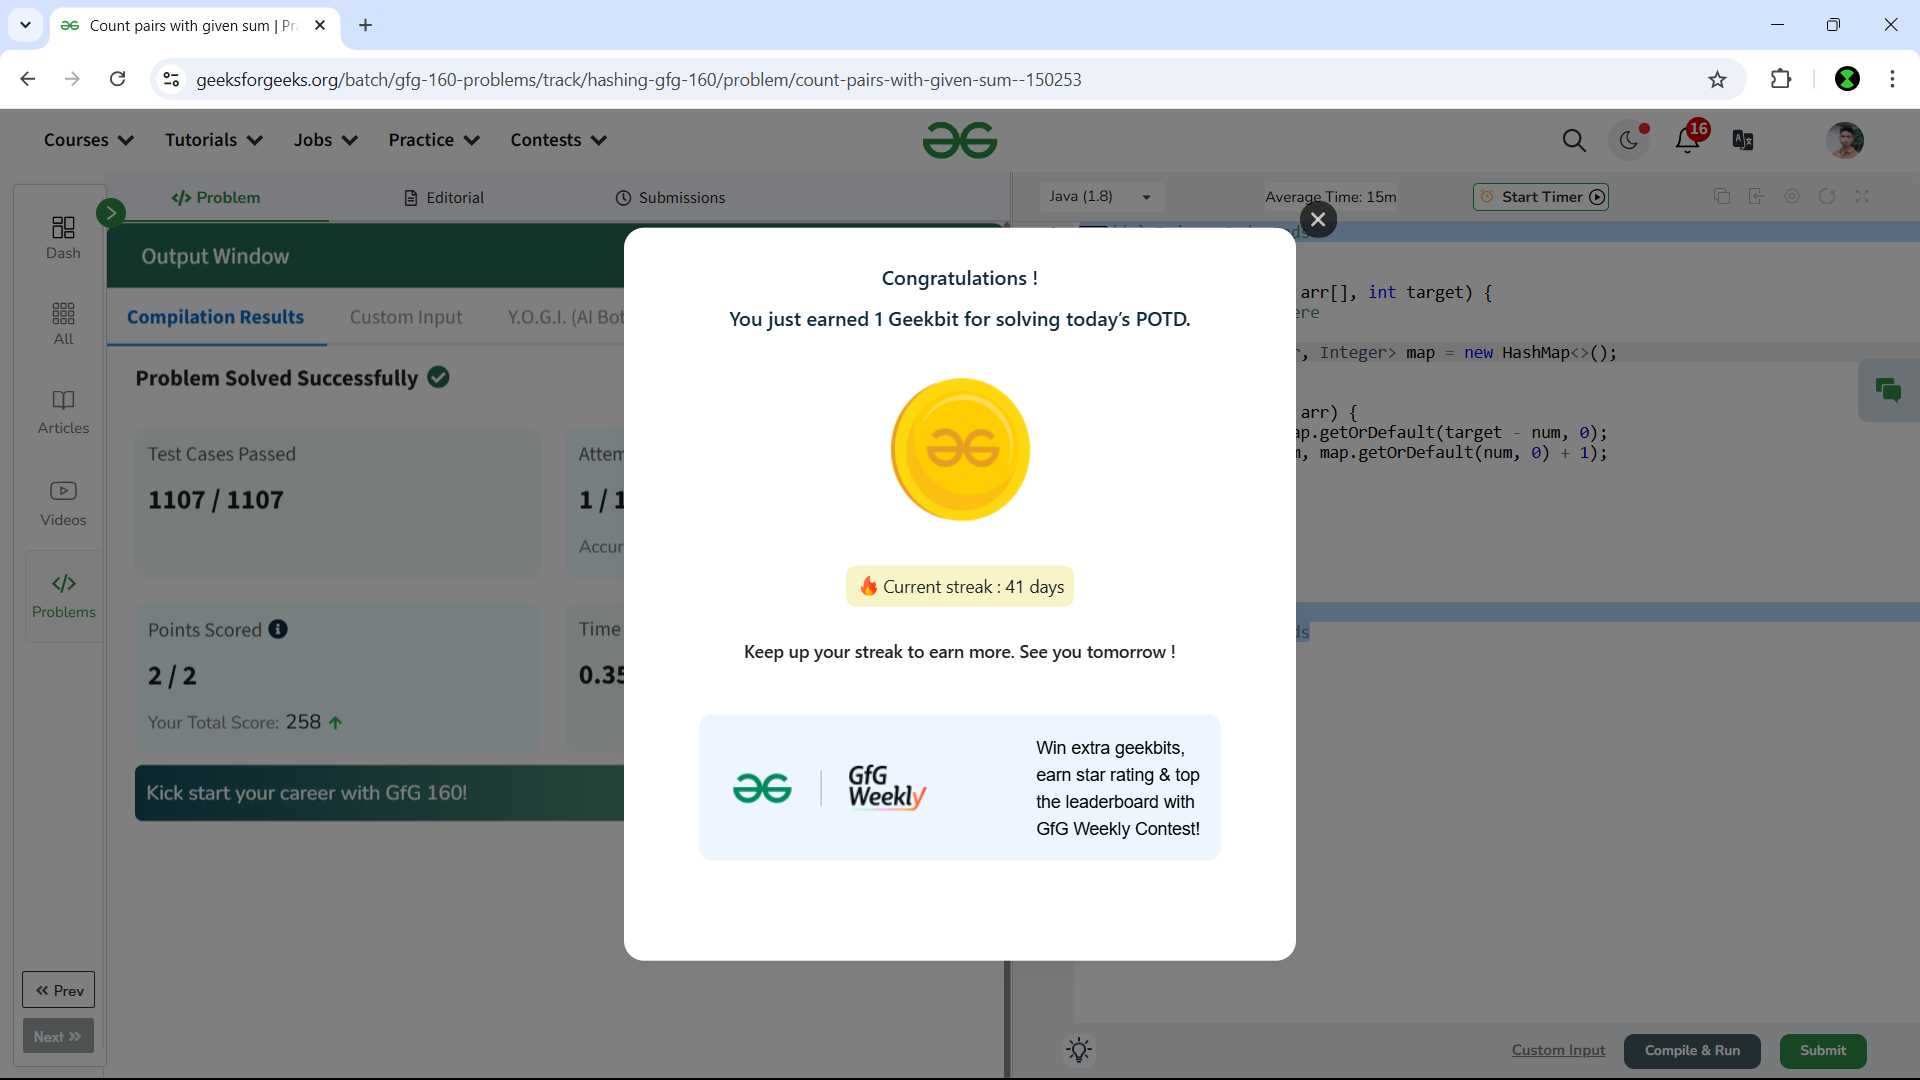 Count pairs with given sum | Pra
geeksforgeeks.org/batch/gfg-160-problems/track/hashing-gfg-160/problem/count-pairs-with-given-sum--150253
Courses Tutorials Jobs Practice Contests
16
Problem Editorial Submissions
Java (1.8) Average Time: 15m Start Timer
Dash
All
Articles
Videos
Problems
Prev
Next
Output Window
Compilation Results Custom Input Y.O.G.I. (AI Bot
Problem Solved Successfully
Test Cases Passed
1107 / 1107
Attem
1 / 1
Accur
Points Scored
2 / 2
Your Total Score: 258
Time
0.35
Kick start your career with GfG 160!
Congratulations !
You just earned 1 Geekbit for solving today's POTD.
Current streak : 41 days
Keep up your streak to earn more. See you tomorrow !
GfG
Weekly
Win extra geekbits,
earn star rating & top
the leaderboard with
GfG Weekly Contest!
arr[], int target) {
ere
, Integer> map = new HashMap<>();
arr) {
ap.getOrDefault(target - num, 0);
, map.getOrDefault(num, 0) + 1);
ds
Custom Input Compile & Run Submit